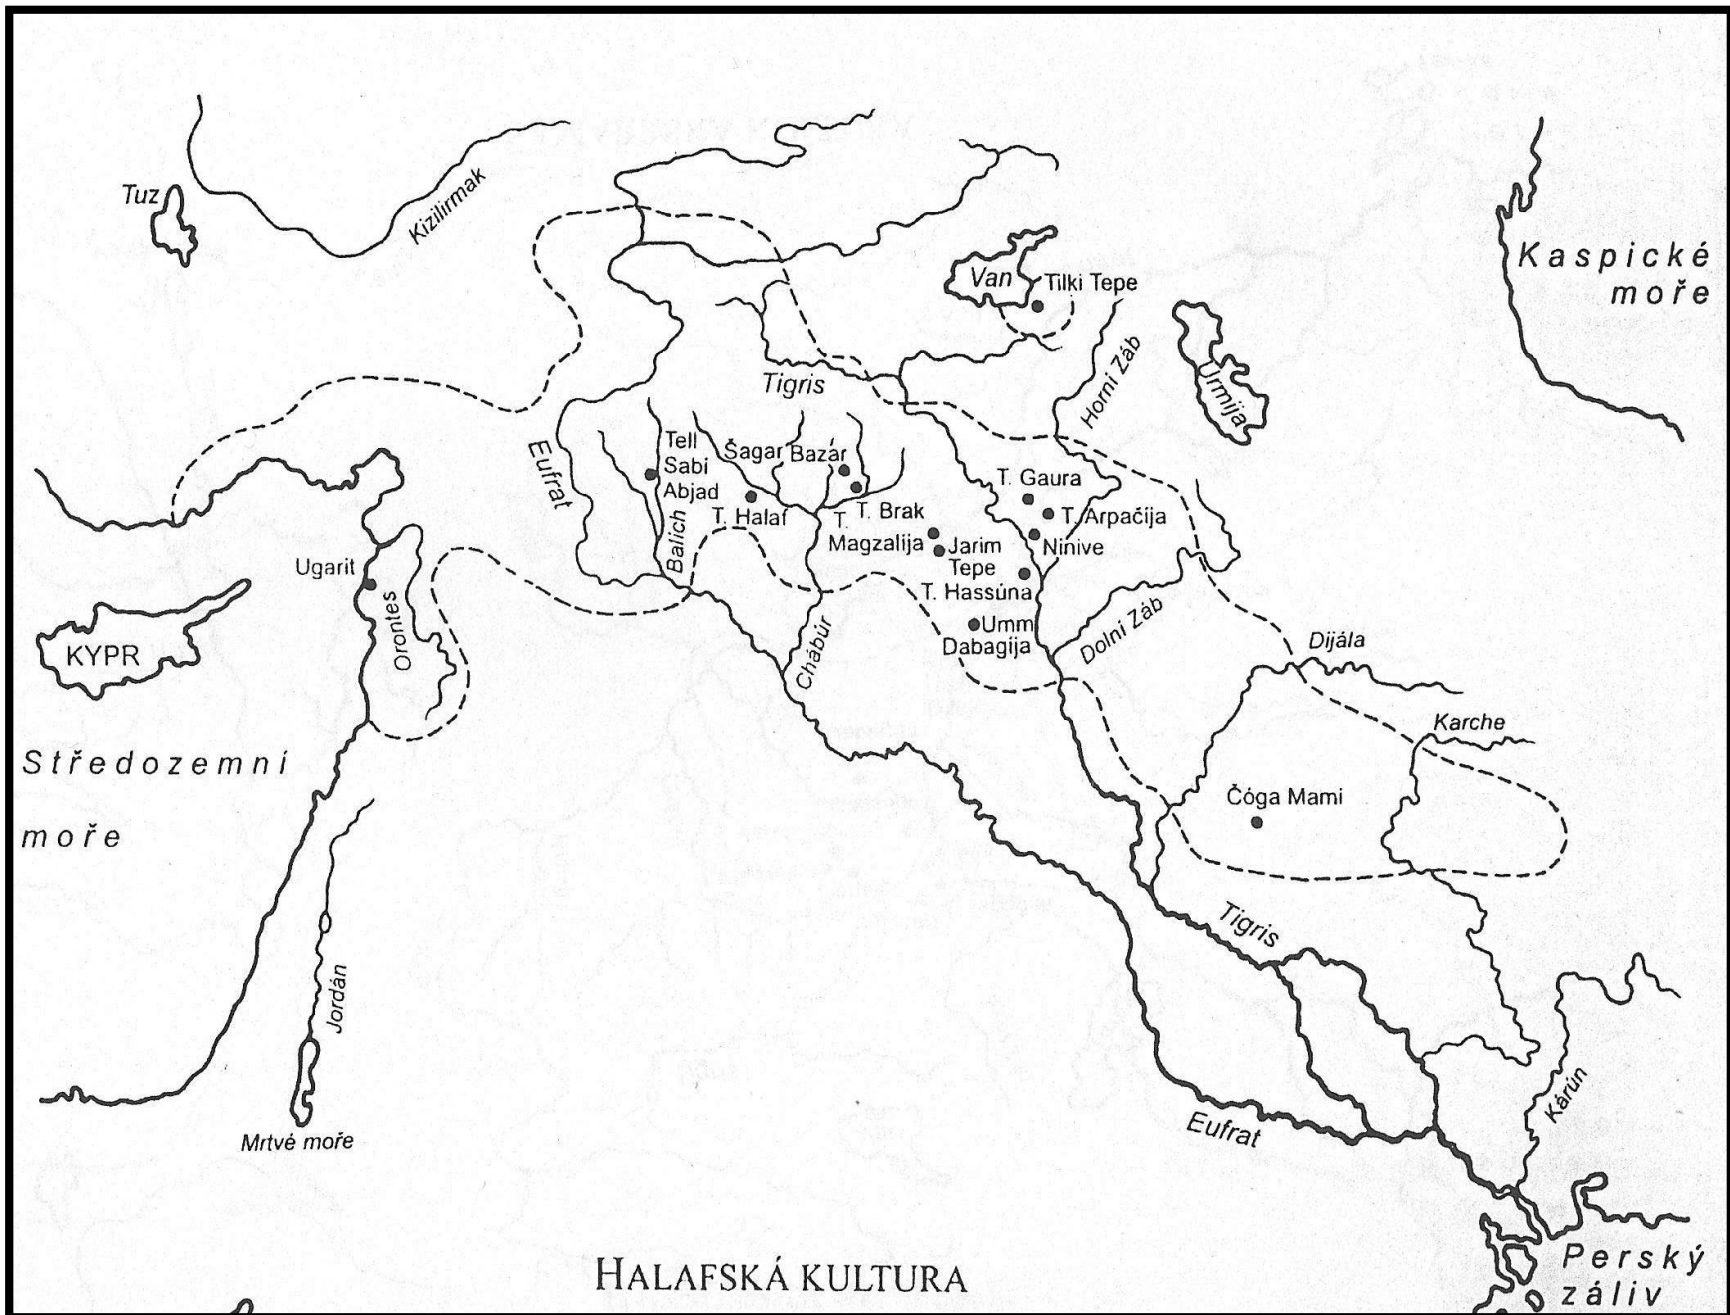 Tuz
Kizilirmak
Van
Tilki Tepe
Kaspické
moře
Horní Záb
Urmija
Tigris
Eufrat
Tell
Sabi
Abjad
Balich
Šagar Bazár
T. Halaf
T. Brak
T.
Magzalija
Jarim
Tepe
T. Gaura
T. Arpačija
Ninive
T. Hassúna
Umm
Dabagija
Ugarit
Orontes
KYPR
Chábúr
Dolní Záb
Dijála
Karche
Středozemní
moře
Čóga Mami
Tigris
Jordán
Mrtvé moře
Eufrat
Kárún
Perský
záliv
HALAFSKÁ KULTURA